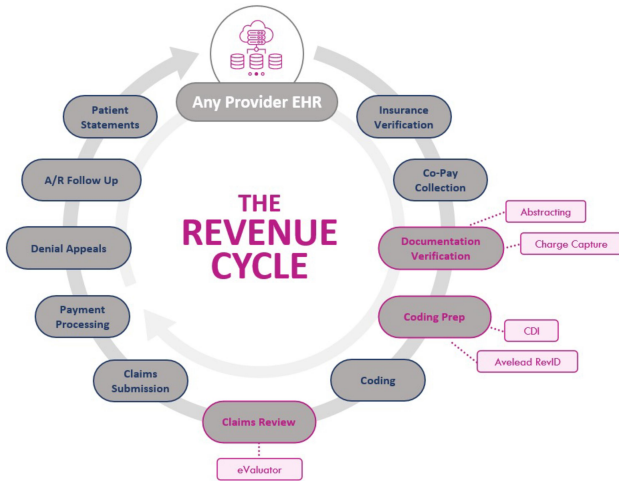 Any Provider EHR
Insurance
Verification
Co-Pay
Collection
Abstracting
Documentation
Verification
Charge Capture
Coding Prep
CDI
Avelead RevID
Coding
Claims Review
eValuator
Claims
Submission
Payment
Processing
Denial Appeals
A/R Follow Up
Patient
Statements
THE
REVENUE
CYCLE